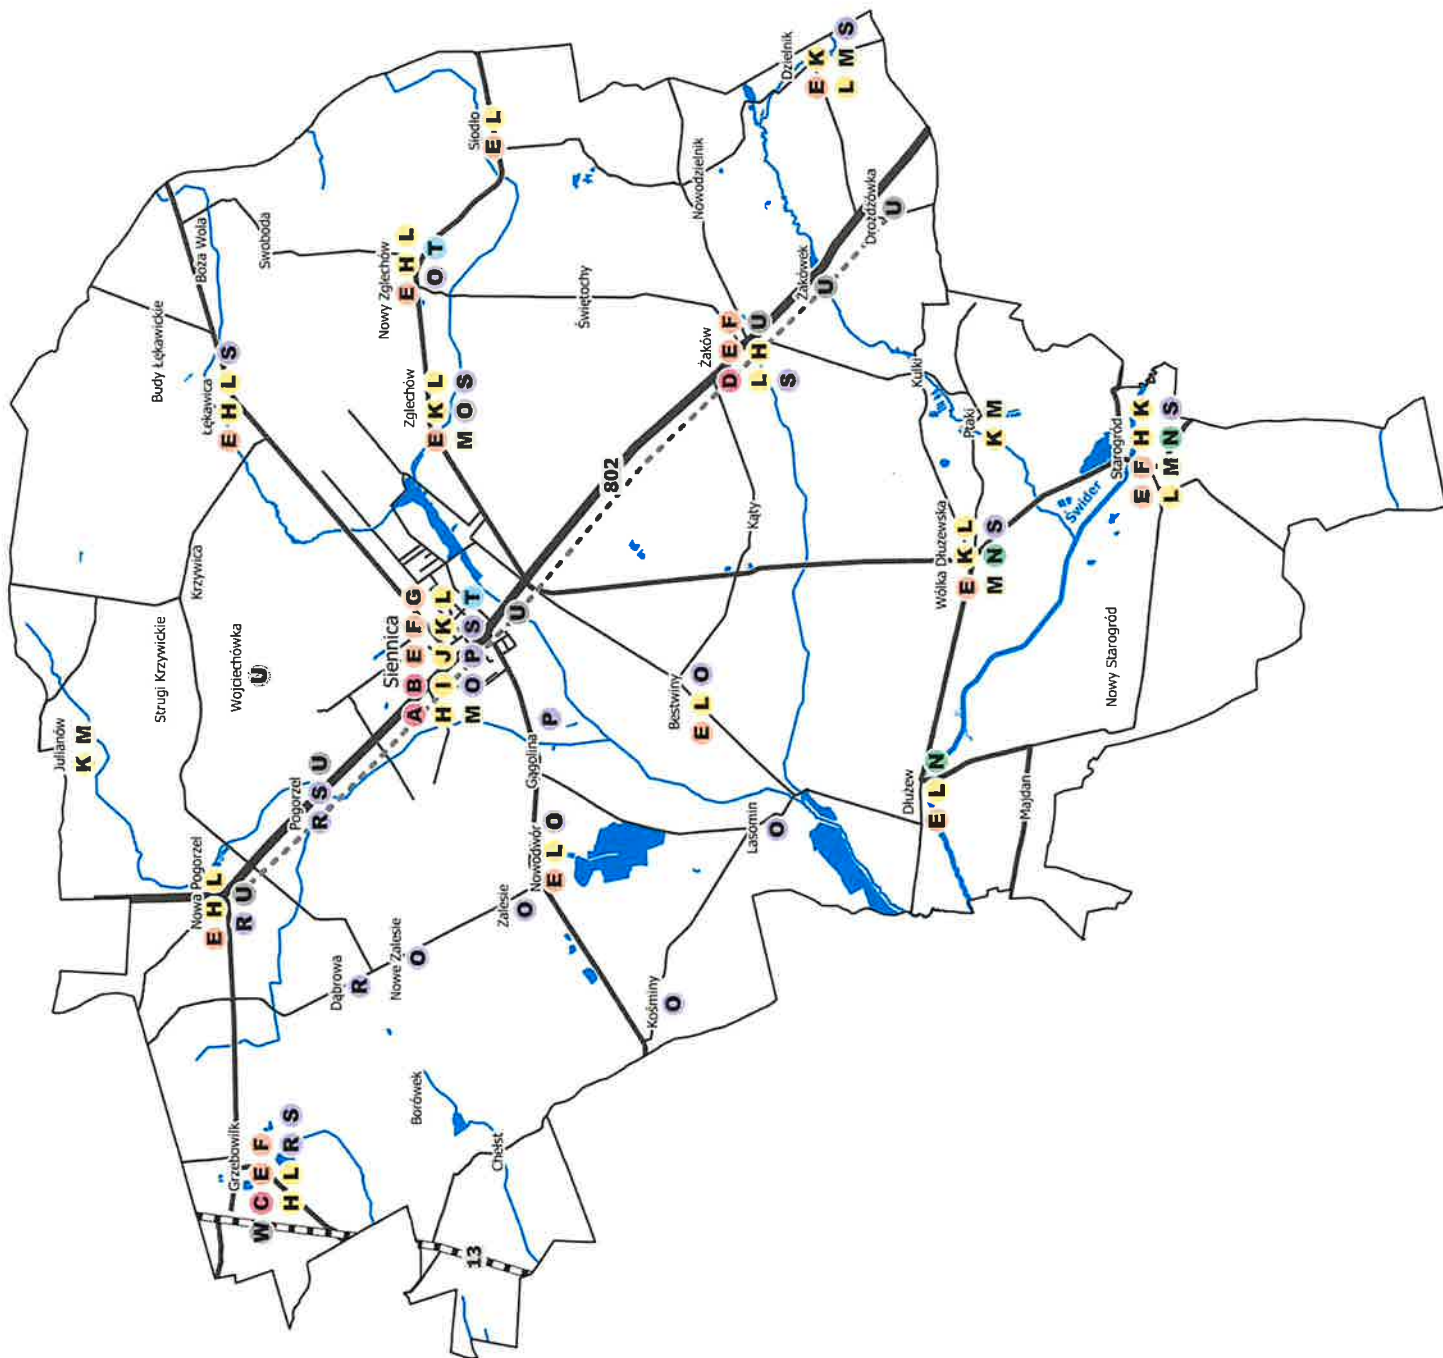 Julianów
K M
Strugi Krzywickie
Budy Łękawickie
Krzywica
Boża Wola
Nowa Pogorzel
E H L
R U
Łękawica
E H L S
Grzebowilk
W C E F
H L R S
Wojciechówka
U
Swoboda
Pogorzel
R S U
Dąbrowa
R
Nowy Zglechów
E H L
O T
Siennica
A B E F G
H I J K L
M O P S T
U
Nowe Zalesie
O
Zglechów
E K L
M O S
Borówek
13
Siodło
E L
Chełst
Zalesie
O
Gągolina
P
Nowodwór
E L O
Świętochy
802
Kośminy
O
Bestwiny
E L O
Nowodzielnik
Żaków
D E F
L H U
S
Lasomin
O
Kąty
Dzielnik
E K
L M S
Żakówek
U
Drożdżówka
U
Dłużew
E L N
Kulki
Wólka Dłużewska
E K L
M N S
Ptaki
K M
Majdan
Świder
Nowy Starogród
Starogród
E F H K
L M N S